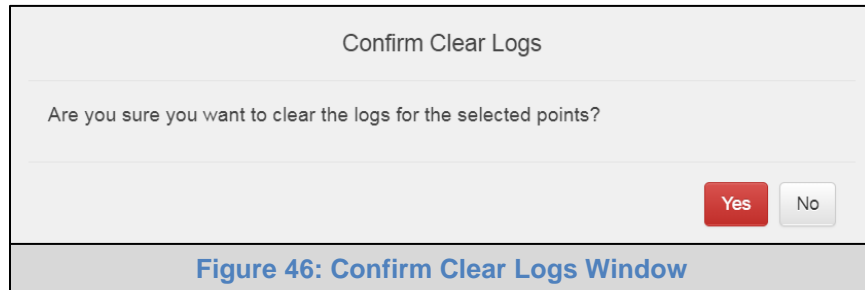 Confirm Clear Logs
Are you sure you want to clear the logs for the selected points?
Yes No
Figure 46: Confirm Clear Logs Window